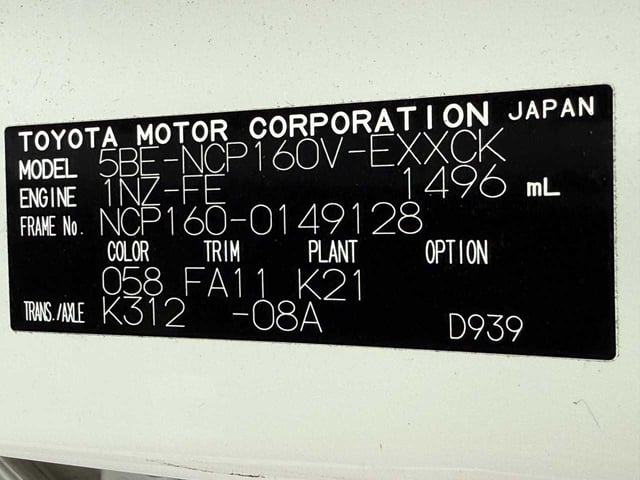 TOYOTA MOTOR CORPORATION JAPAN
MODEL 5BE-NCP160V-EXXCK
ENGINE 1NZ-FE 1496 mL
FRAME No. NCP160-0149128
COLOR TRIM PLANT OPTION
058 FA11 K21
TRANS./AXLE K312 -08A D939